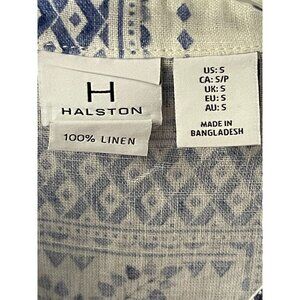 H
HALSTON
100% LINEN
US: S
CA: S/P
UK: S
EU: S
AU: S
MADE IN
BANGLADESH